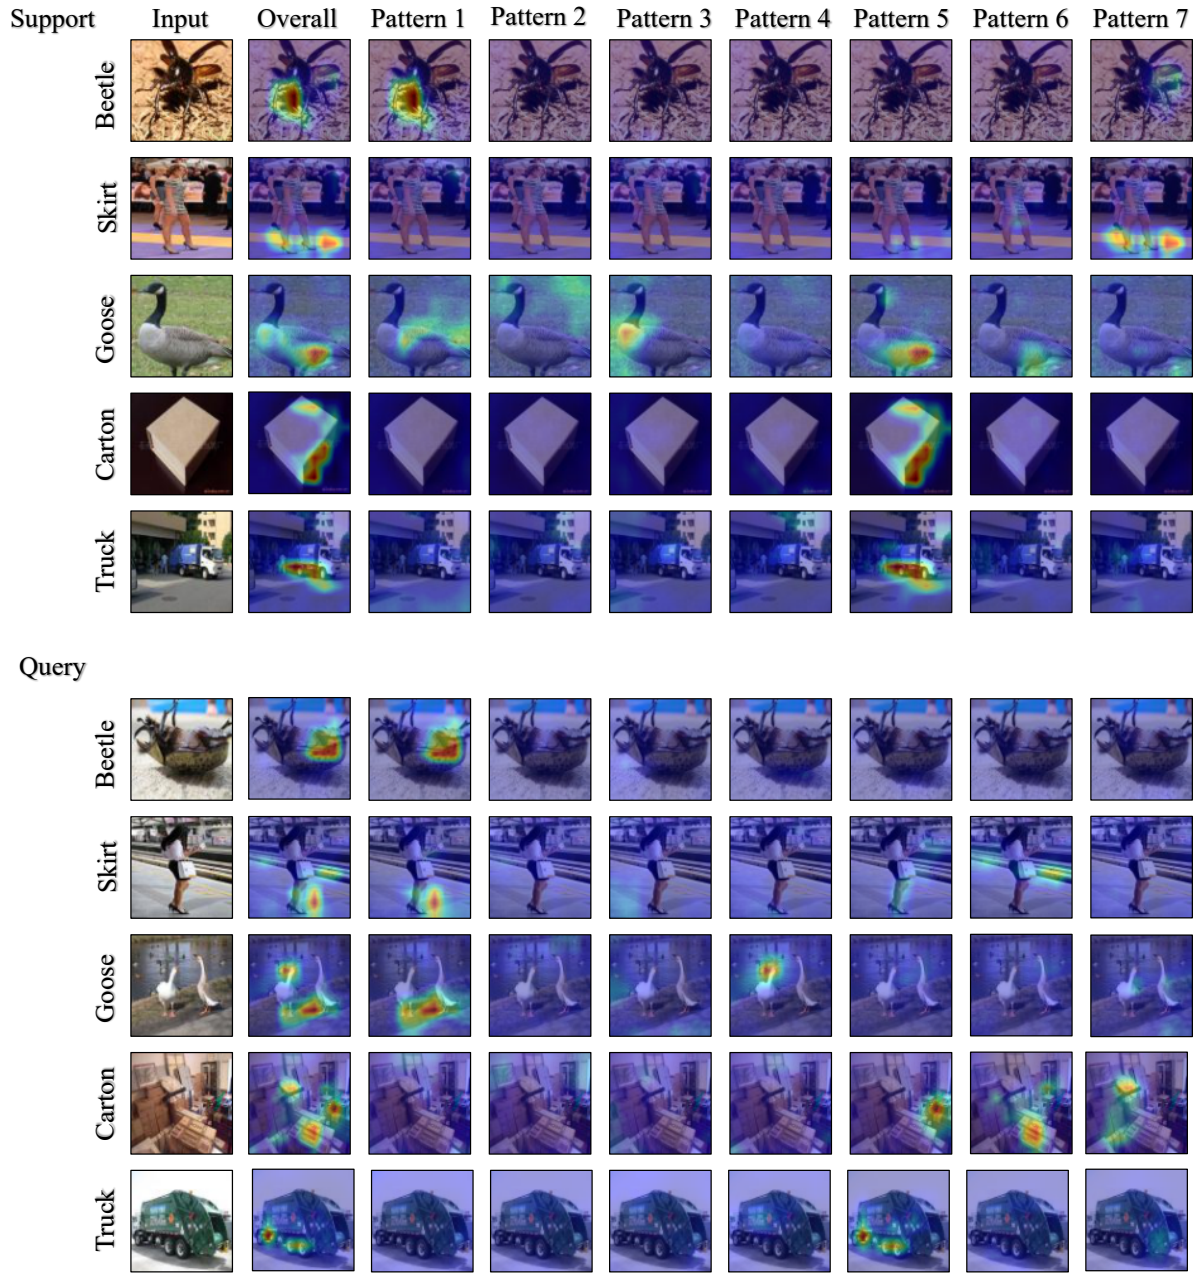 Support Input Overall Pattern 1 Pattern 2 Pattern 3 Pattern 4 Pattern 5 Pattern 6 Pattern 7
Beetle
Skirt
Goose
Carton
Truck
Query
Beetle
Skirt
Goose
Carton
Truck